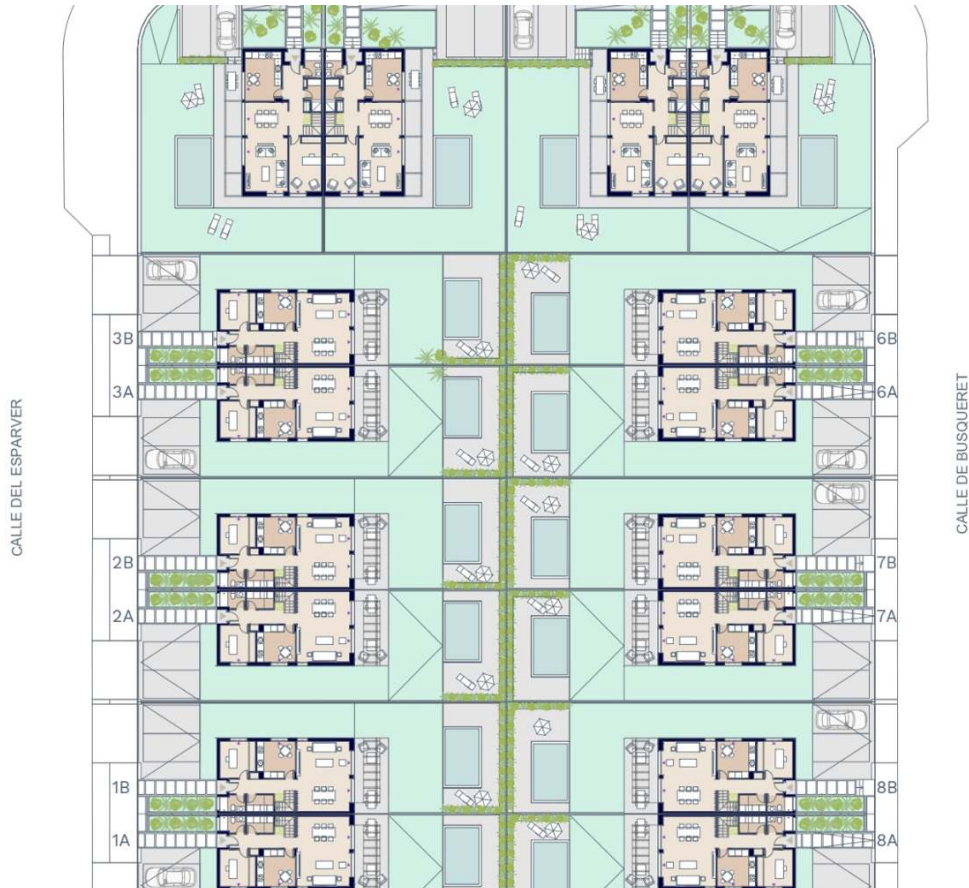 3B
6B
3A
6A
CALLE DEL ESPARVER
CALLE DE BUSQUERET
2B
7B
2A
7A
1B
8B
1A
8A